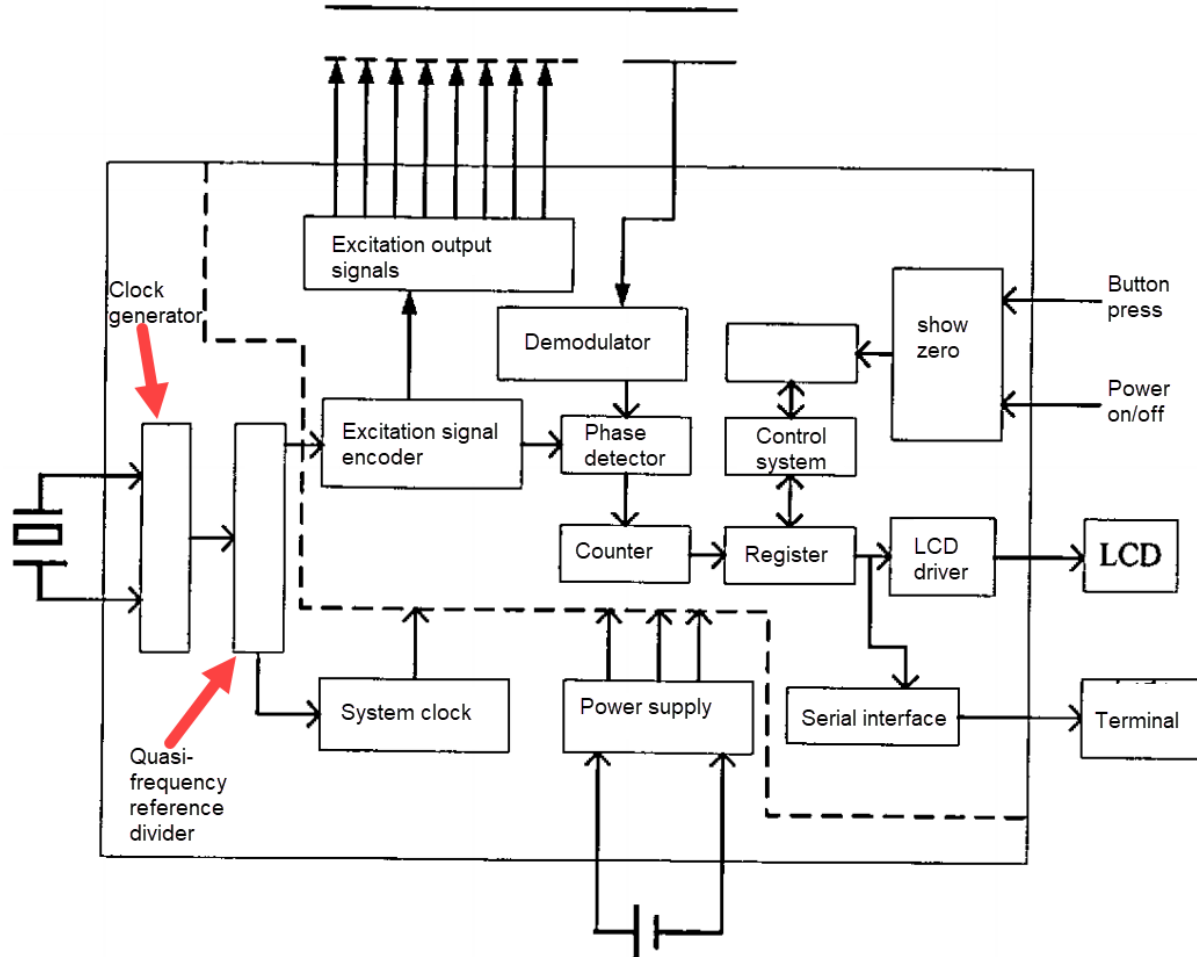 Excitation output
signals
Clock
generator
Button
press
show
zero
Demodulator
Power
on/off
Excitation signal
encoder
Phase
detector
Control
system
Counter
Register
LCD
driver
LCD
System clock
Power supply
Serial interface
Terminal
Quasi-
frequency
reference
divider